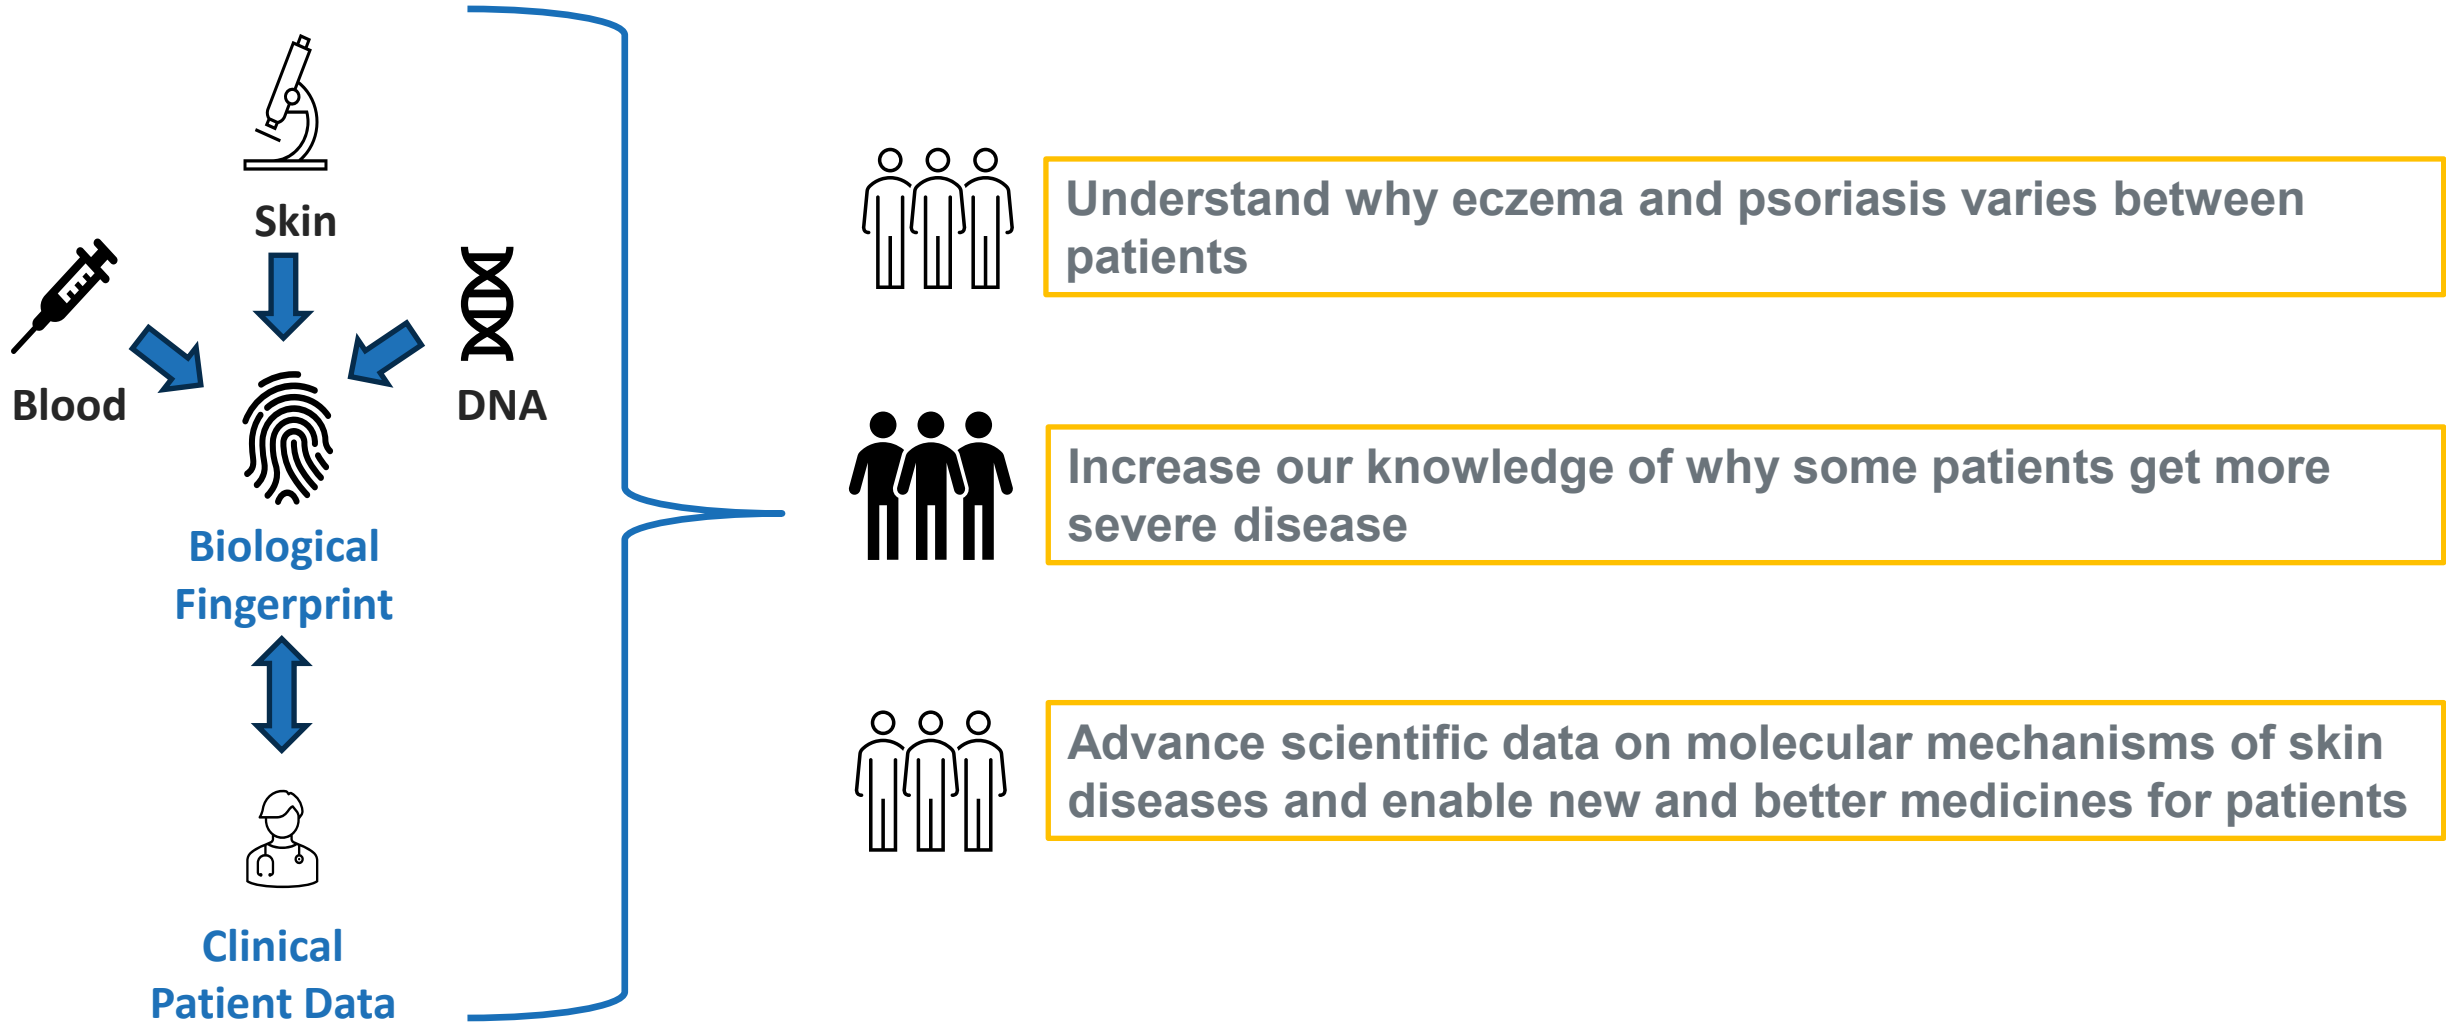 Skin
Blood
DNA
Biological
Fingerprint
Clinical
Patient Data
Understand why eczema and psoriasis varies between
patients
Increase our knowledge of why some patients get more
severe disease
Advance scientific data on molecular mechanisms of skin
diseases and enable new and better medicines for patients